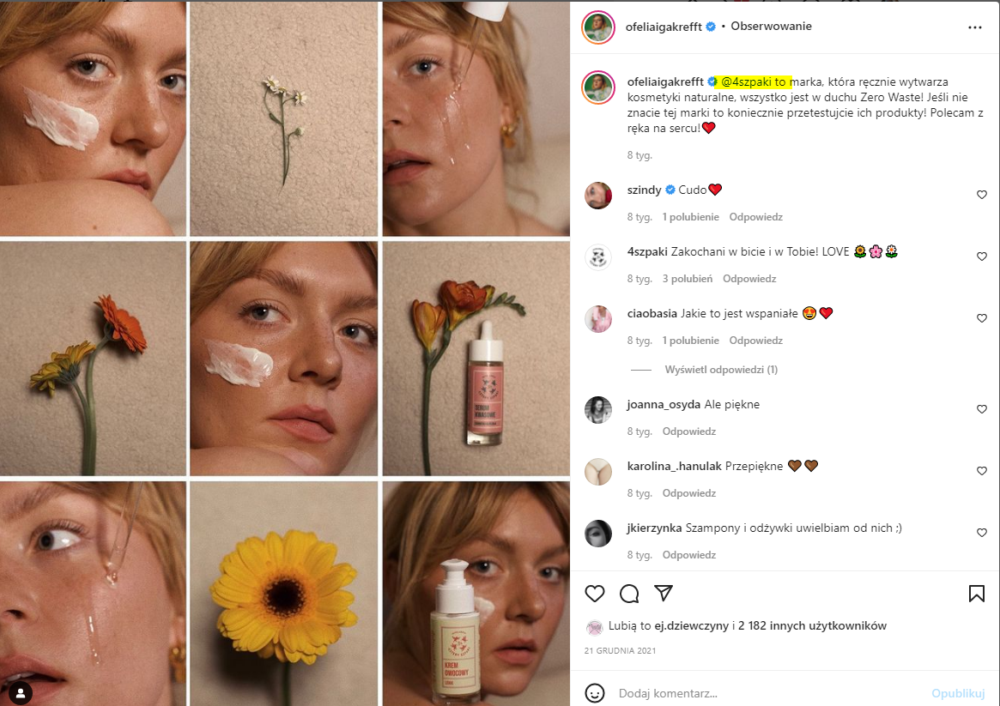 ofeliaigakrefft • Obserwowanie
ofeliaigakrefft @4szpaki to marka, która ręcznie wytwarza
kosmetyki naturalne, wszystko jest w duchu Zero Waste! Jeśli nie
znacie tej marki to koniecznie przetestujcie ich produkty! Polecam z
ręka na sercu!❤️
8 tyg.
szindy Cudo❤️
8 tyg. 1 polubienie Odpowiedz
4szpaki Zakochani w bicie i w Tobie! LOVE 🌻🌸🌼
8 tyg. 3 polubień Odpowiedz
ciaobasia Jakie to jest wspaniałe 😍❤️
8 tyg. 1 polubienie Odpowiedz
Wyświetl odpowiedzi (1)
joanna_osyda Ale piękne
8 tyg. Odpowiedz
karolina_.hanulak Przepiękne 🤎🤎
8 tyg. Odpowiedz
jkierzynka Szampony i odżywki uwielbiam od nich ;)
8 tyg. Odpowiedz
Lubią to ej.dziewczyny i 2 182 innych użytkowników
21 GRUDNIA 2021
Dodaj komentarz...
Opublikuj
SERUM
KWASOWE
KREM
OWOCOWY